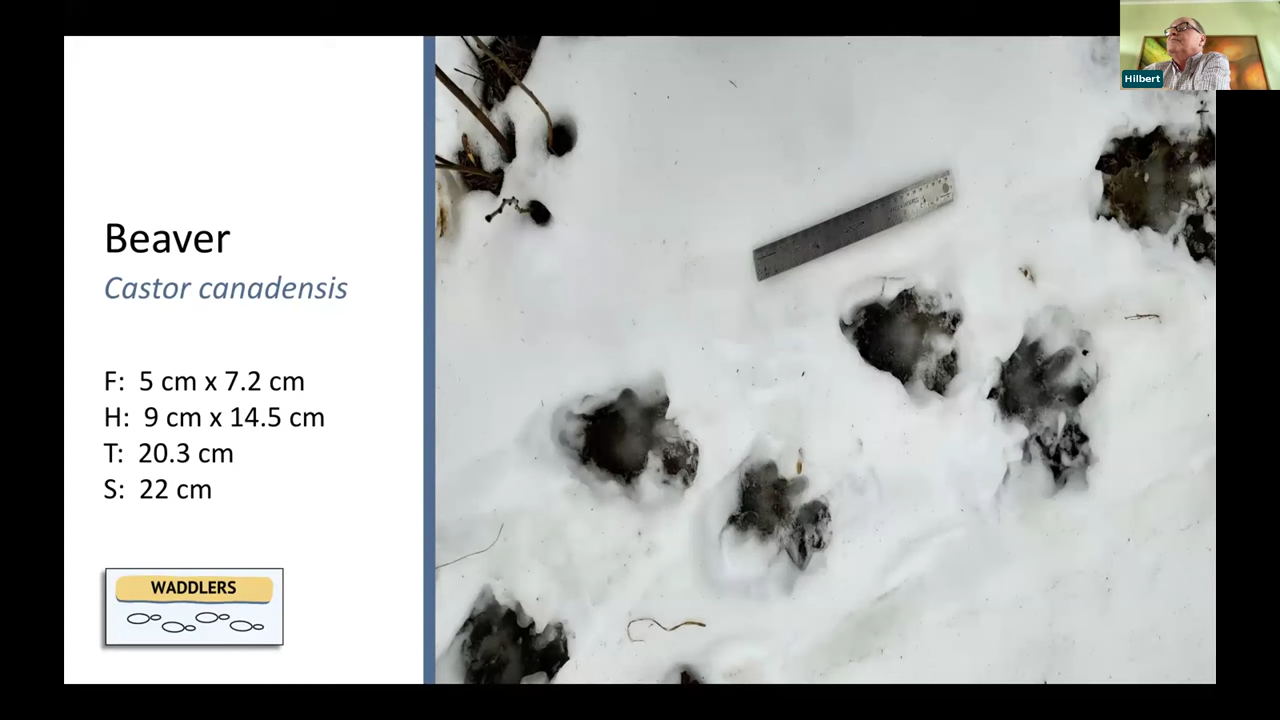 Beaver
Castor canadensis
F: 5 cm x 7.2 cm
H: 9 cm x 14.5 cm
T: 20.3 cm
S: 22 cm
WADDLERS
Hilbert